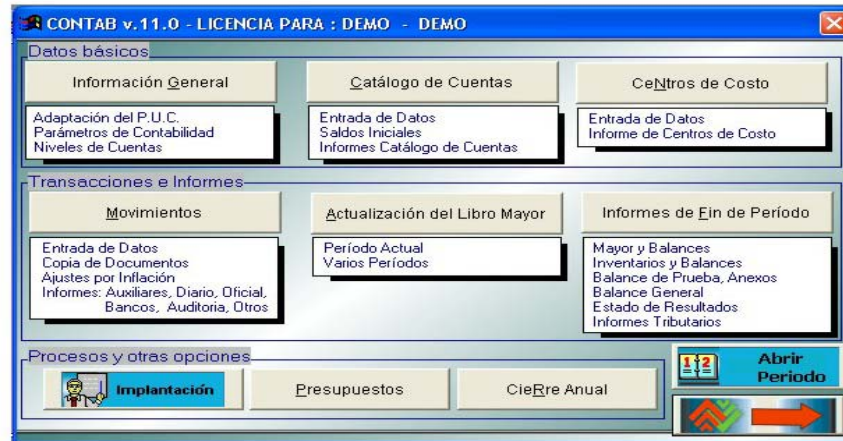 CONTAB v.11.0 - LICENCIA PARA : DEMO - DEMO
Datos básicos
Información General
Catálogo de Cuentas
CeNtros de Costo
Adaptación del P.U.C.
Parámetros de Contabilidad
Niveles de Cuentas
Entrada de Datos
Saldos Iniciales
Informes Catálogo de Cuentas
Entrada de Datos
Informe de Centros de Costo
Transacciones e Informes
Movimientos
Actualización del Libro Mayor
Informes de Fin de Período
Entrada de Datos
Copia de Documentos
Ajustes por Inflación
Informes: Auxiliares, Diario, Oficial,
Bancos, Auditoria, Otros
Período Actual
Varios Períodos
Mayor y Balances
Inventarios y Balances
Balance de Prueba, Anexos
Balance General
Estado de Resultados
Informes Tributarios
Procesos y otras opciones
Implantación
Presupuestos
CieRre Anual
1 2
Abrir
Periodo